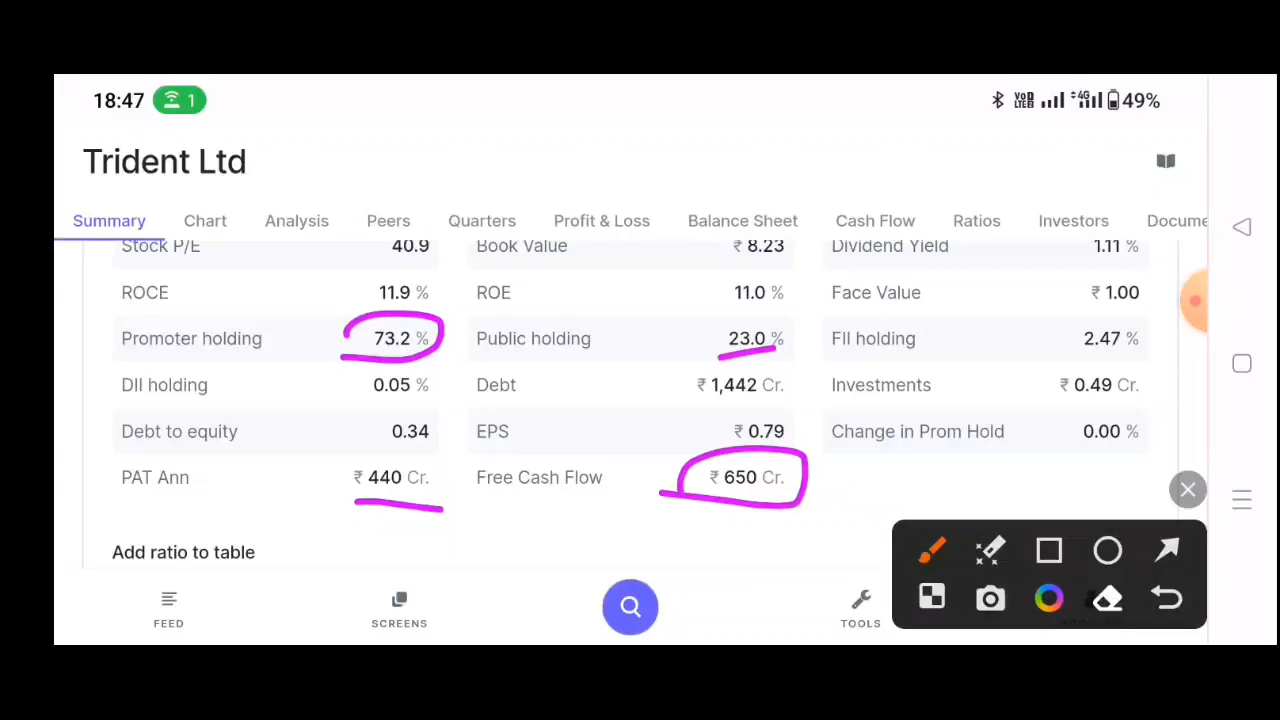 18:47 1 VoD LTE 4G 49%
Trident Ltd
Summary Chart Analysis Peers Quarters Profit & Loss Balance Sheet Cash Flow Ratios Investors Docume
Stock P/E 40.9 Book Value ₹ 8.23 Dividend Yield 1.11 %
ROCE 11.9 % ROE 11.0 % Face Value ₹ 1.00
Promoter holding 73.2 % Public holding 23.0 % FII holding 2.47 %
DII holding 0.05 % Debt ₹ 1,442 Cr. Investments ₹ 0.49 Cr.
Debt to equity 0.34 EPS ₹ 0.79 Change in Prom Hold 0.00 %
PAT Ann ₹ 440 Cr. Free Cash Flow ₹ 650 Cr.
Add ratio to table
FEED SCREENS TOOLS